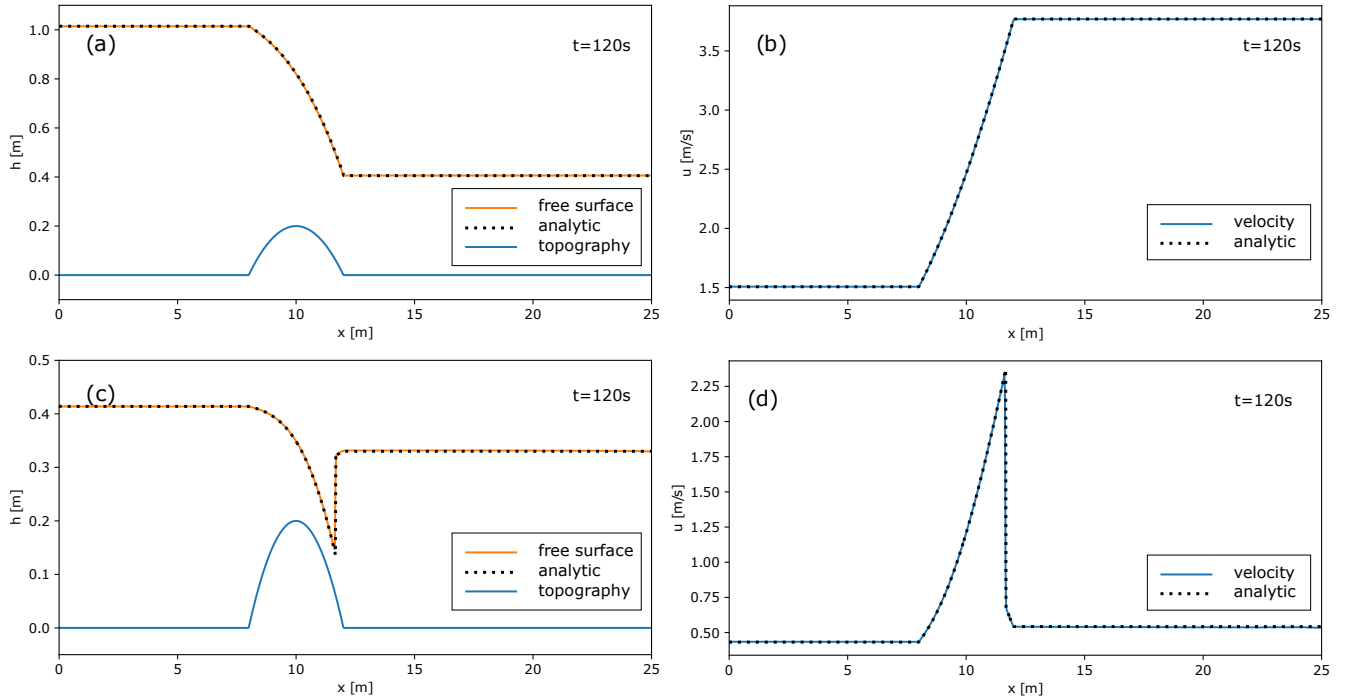 (a)
t=120s
h [m]
1.0
0.8
0.6
0.4
0.2
0.0
free surface
analytic
topography
0 5 10 15 20 25
x [m]
(b)
t=120s
u [m/s]
3.5
3.0
2.5
2.0
1.5
velocity
analytic
0 5 10 15 20 25
x [m]
(c)
t=120s
h [m]
0.5
0.4
0.3
0.2
0.1
0.0
free surface
analytic
topography
0 5 10 15 20 25
x [m]
(d)
t=120s
u [m/s]
2.25
2.00
1.75
1.50
1.25
1.00
0.75
0.50
velocity
analytic
0 5 10 15 20 25
x [m]